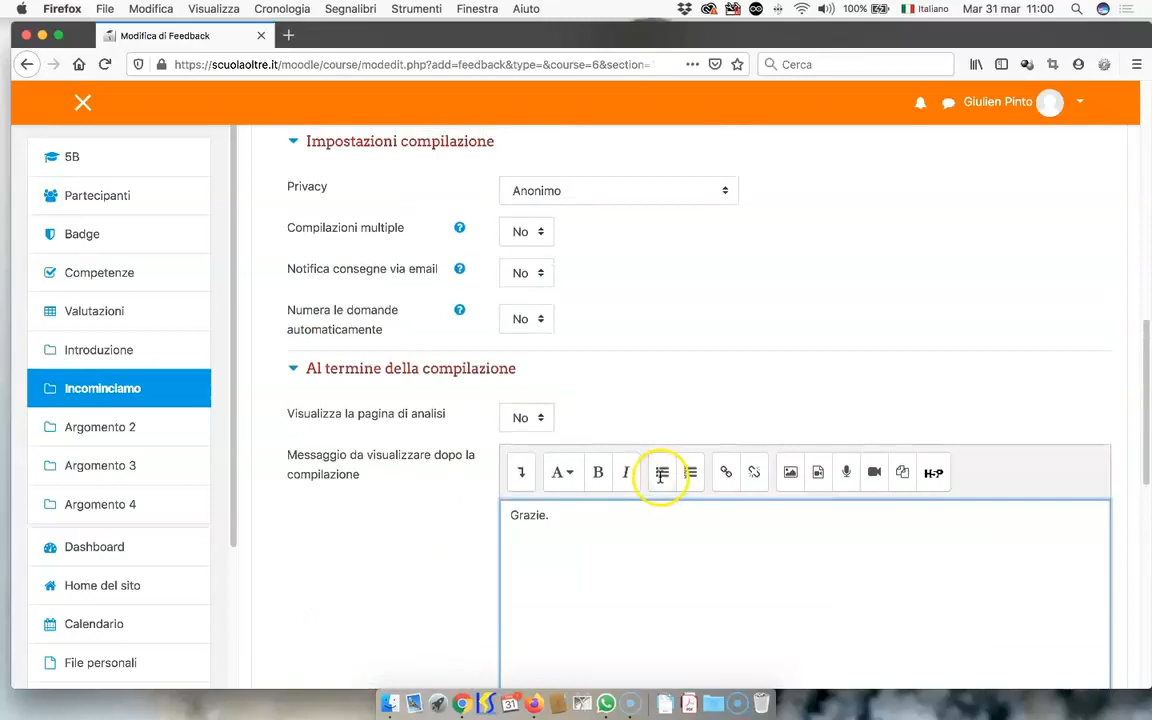 Firefox File Modifica Visualizza Cronologia Segnalibri Strumenti Finestra Aiuto 100% Italiano Mar 31 mar 11:00
Modifica di Feedback
https://scuolaoltre.it/moodle/course/modedit.php?add=feedback&type=&course=6&section= Cerca
Giulien Pinto
5B
Partecipanti
Badge
Competenze
Valutazioni
Introduzione
Incominciamo
Argomento 2
Argomento 3
Argomento 4
Dashboard
Home del sito
Calendario
File personali
Impostazioni compilazione
Privacy Anonimo
Compilazioni multiple No
Notifica consegne via email No
Numera le domande
automaticamente No
Al termine della compilazione
Visualizza la pagina di analisi No
Messaggio da visualizzare dopo la
compilazione
A B I H-P
Grazie.
31